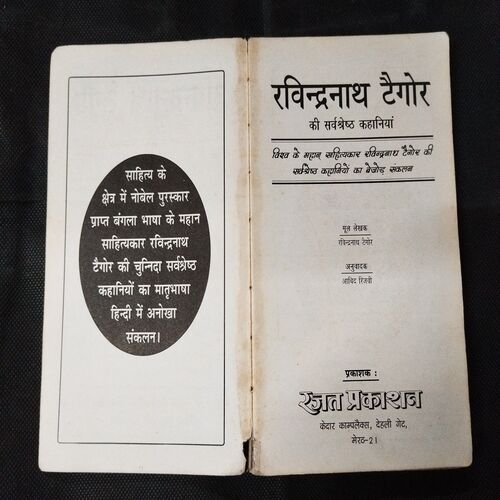 साहित्य के
क्षेत्र में नोबेल पुरस्कार
प्राप्त बंगला भाषा के महान
साहित्यकार रविन्द्रनाथ
टैगोर की चुनिदा सर्वश्रेष्ठ
कहानियों का मातृभाषा
हिन्दी में अनोखा
संकलन।
रविन्द्रनाथ टैगोर
की सर्वश्रेष्ठ कहानियां
विश्व के महान् साहित्यकार रविन्द्रनाथ टैगोर की
सर्वश्रेष्ठ कहानियों का बेजोड़ संकलन
मूल लेखक
रविन्द्रनाथ टैगोर
अनुवादक
आबिद रिजवी
प्रकाशक :
रजत प्रकाशन
केदार काम्पलैक्स, देहली गेट,
मेरठ-2।